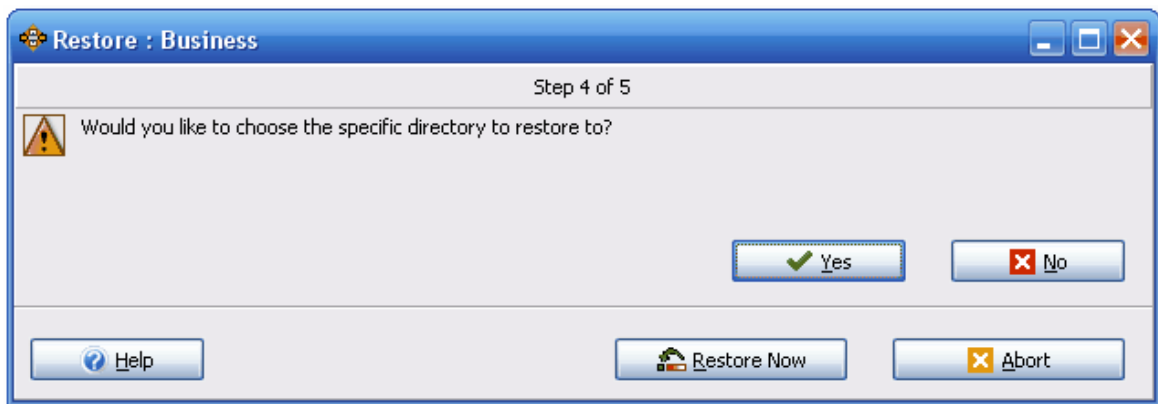 Restore : Business
Step 4 of 5
Would you like to choose the specific directory to restore to?
Yes
No
Help
Restore Now
Abort